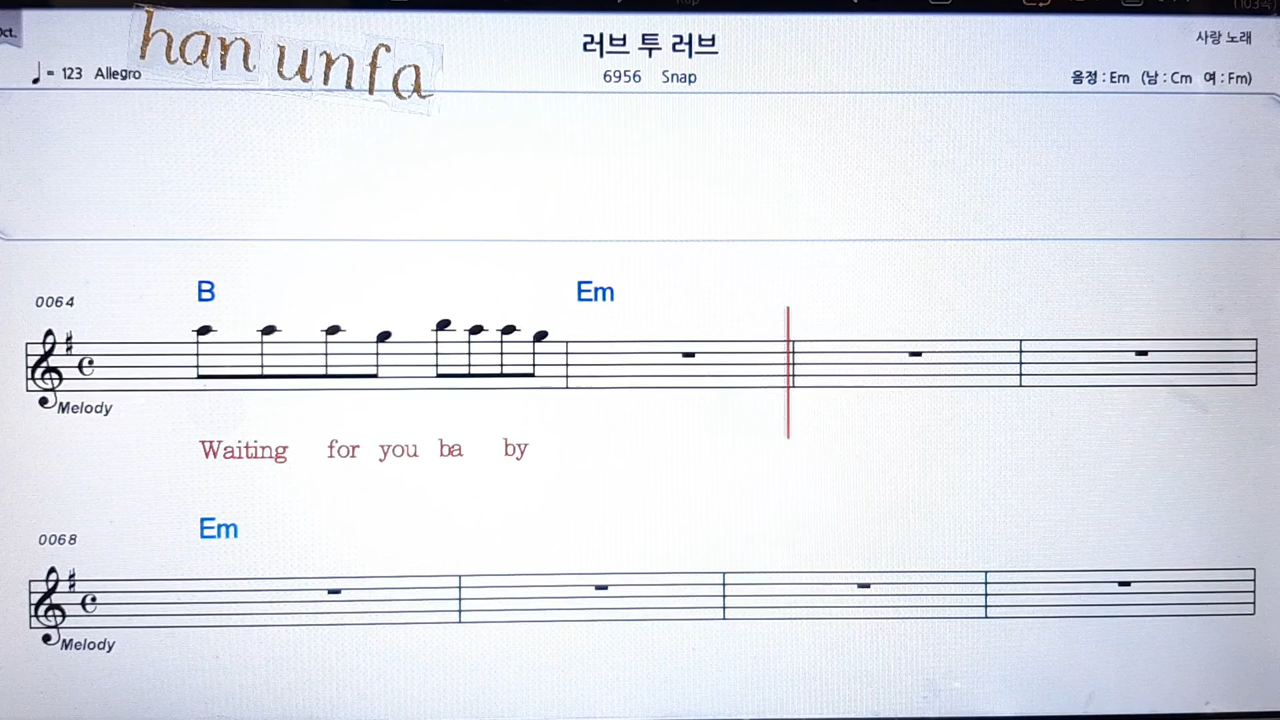 han unfa
러브 투 러브
사랑 노래
= 123 Allegro
6956 Snap
음정 : Em (남 : Cm 여 : Fm)
B Em
0064
Melody
Waiting for you ba by
Em
0068
Melody